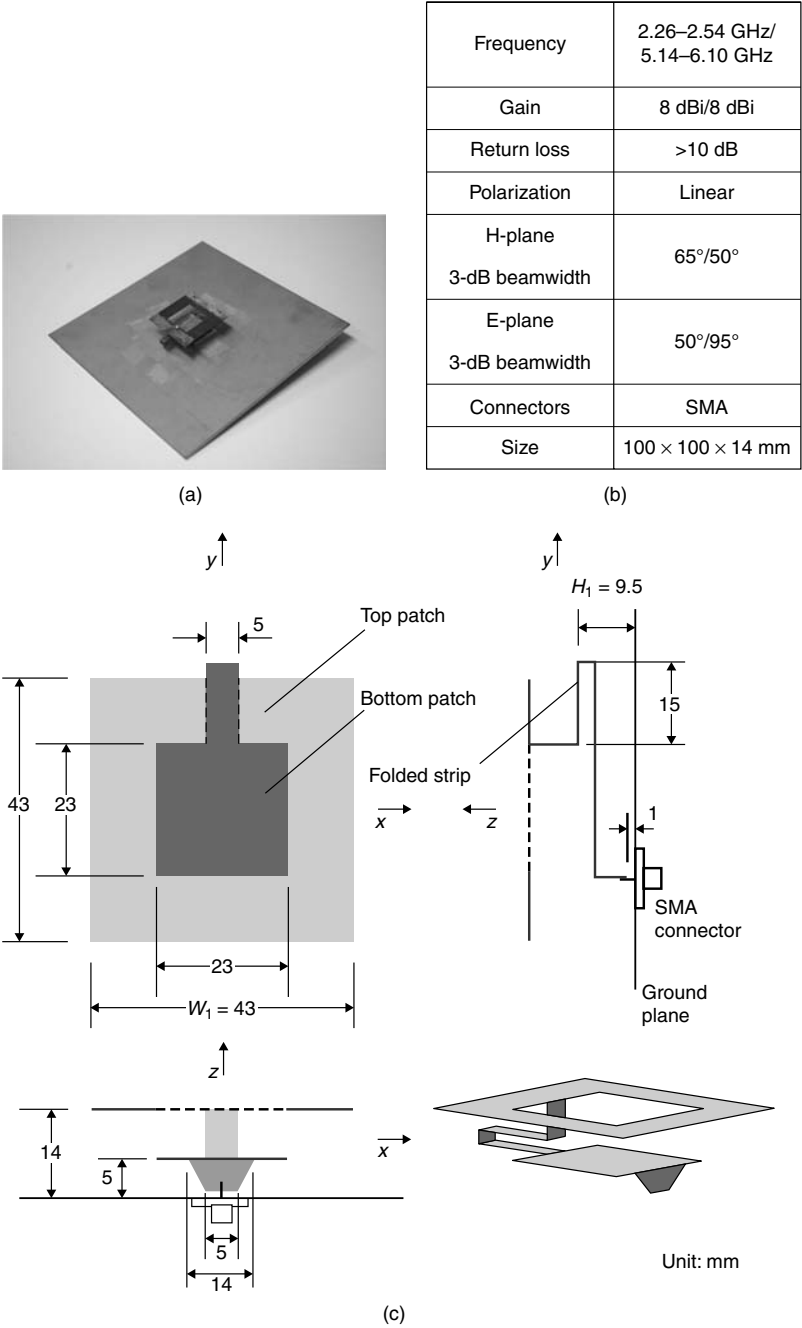 Frequency
2.26–2.54 GHz/
5.14–6.10 GHz
Gain
8 dBi/8 dBi
Return loss
>10 dB
Polarization
Linear
H-plane
3-dB beamwidth
65°/50°
E-plane
3-dB beamwidth
50°/95°
Connectors
SMA
Size
100 × 100 × 14 mm
(a)
(b)
y
5
Top patch
Bottom patch
43
23
x
23
W1 = 43
y
H1 = 9.5
15
Folded strip
z
1
SMA
connector
Ground
plane
z
14
5
x
5
14
Unit: mm
(c)